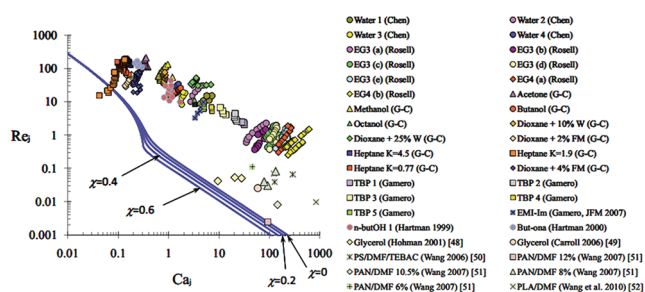 Water 1 (Chen) Water 2 (Chen)
Water 3 (Chen) Water 4 (Chen)
EG3 (a) (Rosell) EG3 (b) (Rosell)
EG3 (c) (Rosell) EG3 (d) (Rosell)
EG3 (e) (Rosell) EG4 (a) (Rosell)
EG4 (b) (Rosell) Acetone (G-C)
Methanol (G-C) Butanol (G-C)
Octanol (G-C) Dioxane + 10% W (G-C)
Dioxane + 25% W (G-C) Dioxane + 2% FM (G-C)
Heptane K=4.5 (G-C) Heptane K=1.9 (G-C)
Heptane K=0.77 (G-C) Dioxane + 4% FM (G-C)
TBP 1 (Gamero) TBP 2 (Gamero)
TBP 3 (Gamero) TBP 4 (Gamero)
TBP 5 (Gamero) EMI-Im (Gamero, JFM 2007)
n-butOH 1 (Hartman 1999) But-ona (Hartman 2000)
Glycerol (Hohman 2001) [48] Glycerol (Carroll 2006) [49]
PS/DMF/TEBAC (Wang 2006) [50] PAN/DMF 12% (Wang 2007) [51]
PAN/DMF 10.5% (Wang 2007) [51] PAN/DMF 8% (Wang 2007) [51]
PAN/DMF 6% (Wang 2007) [51] PLA/DMF (Wang et al. 2010) [52]
1000
100
10
1
0.1
0.01
0.001
Reⱼ
χ=0.4
χ=0.6
0.01 0.1 1 10 100 1000
χ=0
χ=0.2
Caⱼ